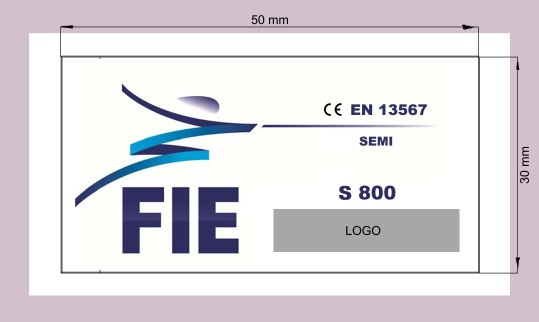 50 mm
CE EN 13567
SEMI
30 mm
S 800
FIE
LOGO